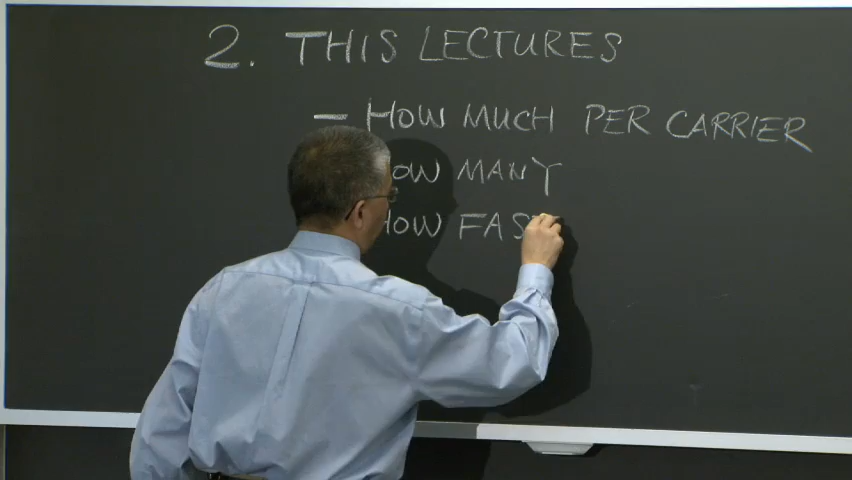 2. THIS LECTURES
- HOW MUCH PER CARRIER
HOW MANY
HOW FAST